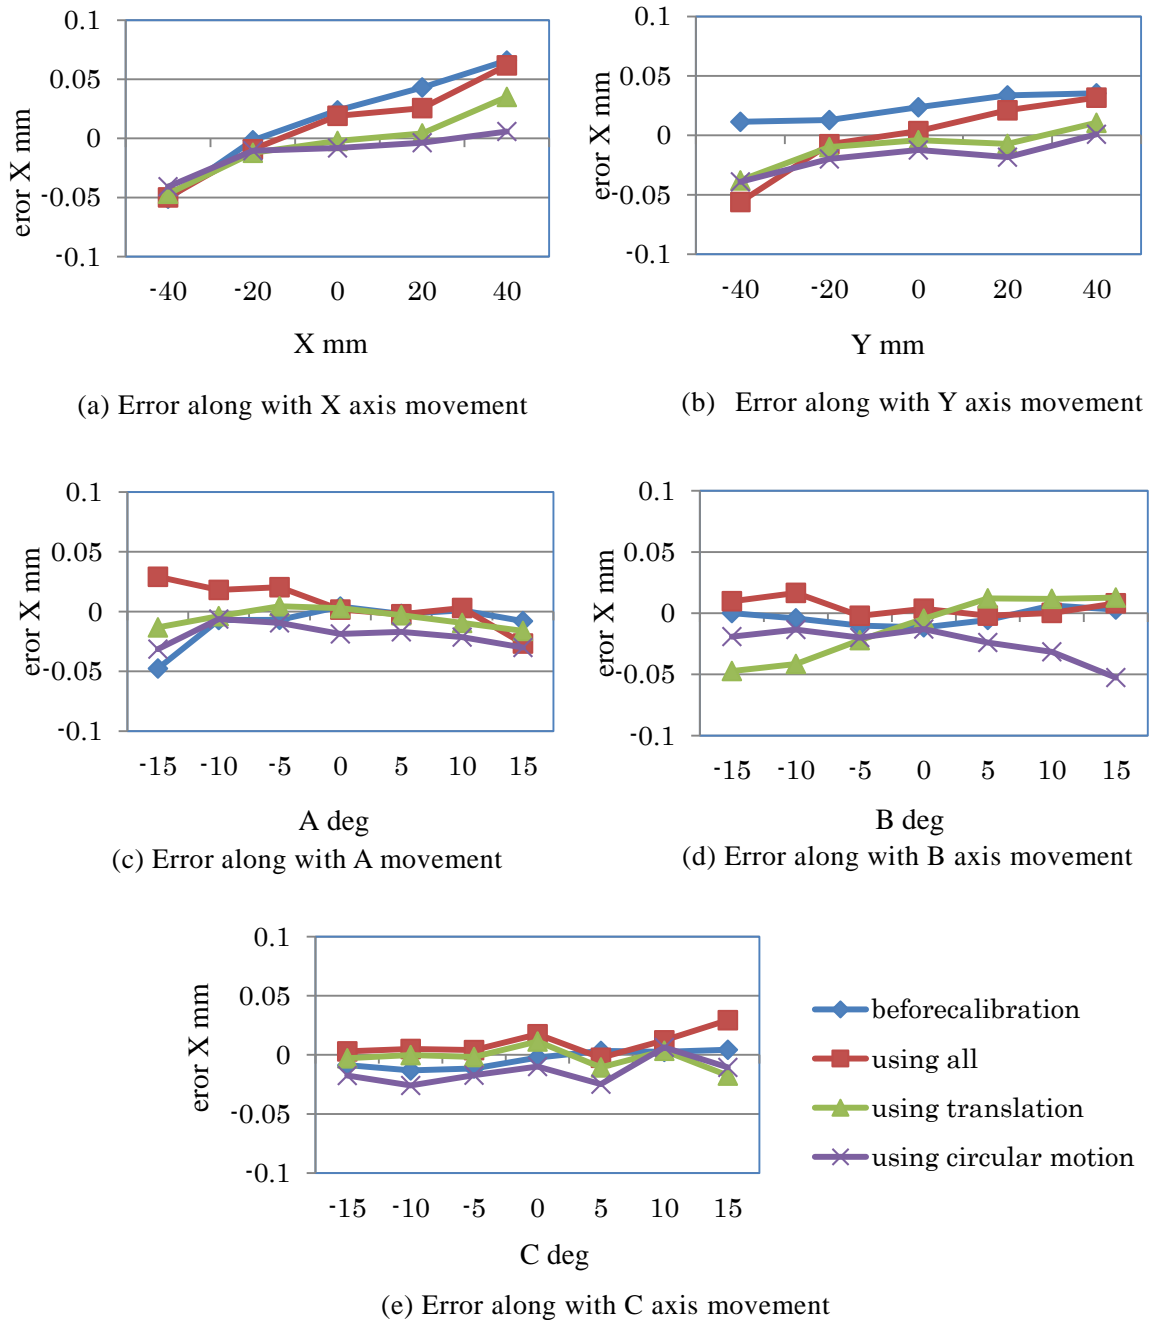 0.1
0.05
0
-0.05
-0.1
eror X mm
-40 -20 0 20 40
X mm
(a) Error along with X axis movement
0.1
0.05
0
-0.05
-0.1
eror X mm
-40 -20 0 20 40
Y mm
(b) Error along with Y axis movement
0.1
0.05
0
-0.05
-0.1
eror X mm
-15 -10 -5 0 5 10 15
A deg
(c) Error along with A movement
0.1
0.05
0
-0.05
-0.1
eror X mm
-15 -10 -5 0 5 10 15
B deg
(d) Error along with B axis movement
0.1
0.05
0
-0.05
-0.1
eror X mm
-15 -10 -5 0 5 10 15
C deg
beforecalibration
using all
using translation
using circular motion
(e) Error along with C axis movement